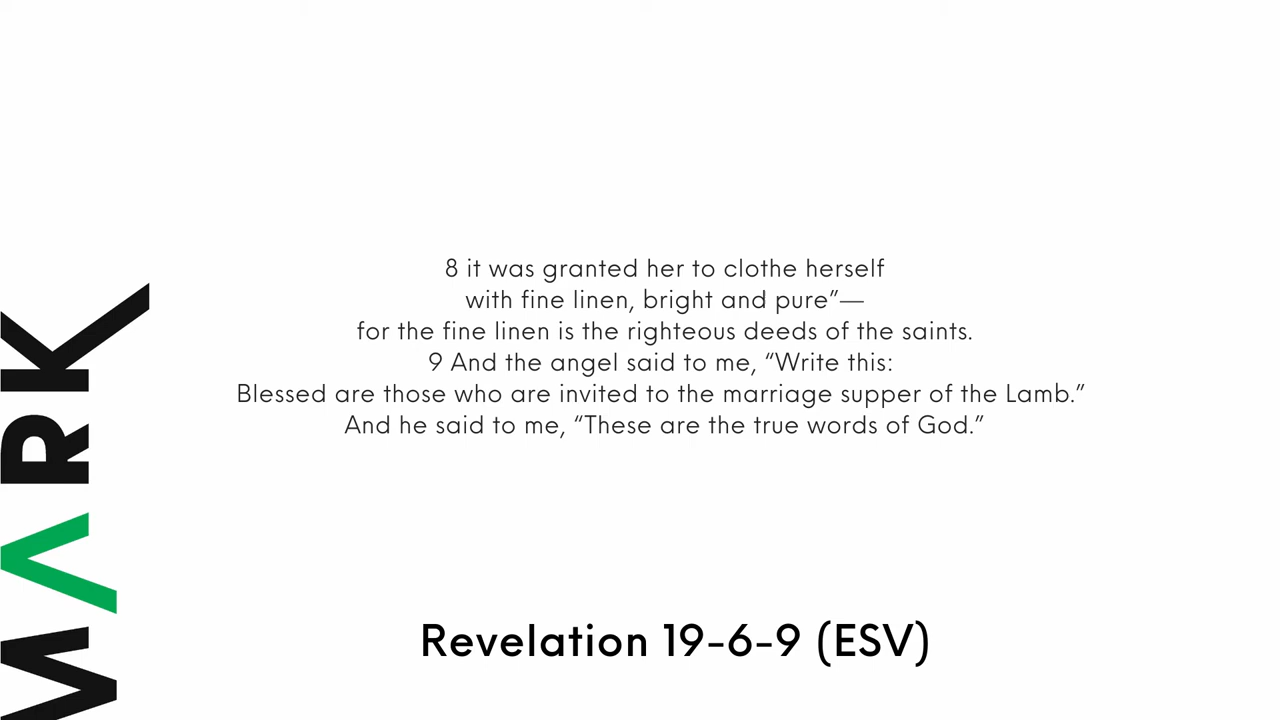 8 it was granted her to clothe herself
with fine linen, bright and pure”—
for the fine linen is the righteous deeds of the saints.
9 And the angel said to me, “Write this:
Blessed are those who are invited to the marriage supper of the Lamb.”
And he said to me, “These are the true words of God.”
Revelation 19-6-9 (ESV)
MARK